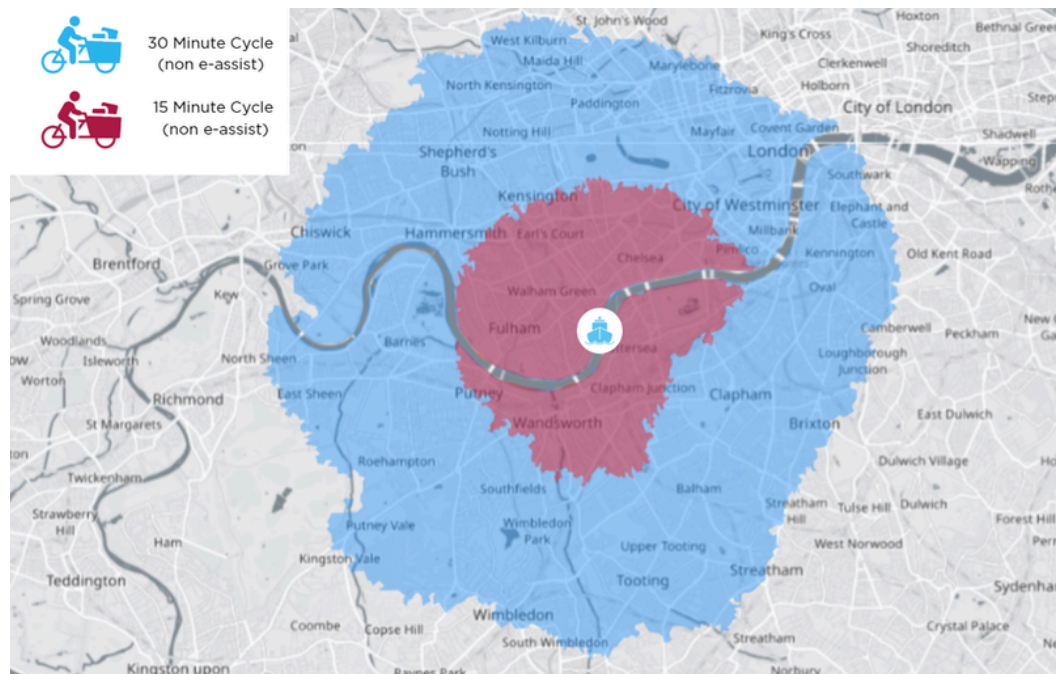 30 Minute Cycle
(non e-assist)
15 Minute Cycle
(non e-assist)
St. John's Wood
Hoxton
Bethnal Gree
King's Cross
Shoreditch
West Kilburn
Maida Hill
Marylebone
Clerkenwell
North Kensington
Fitzrovia
Holborn
Paddington
City of London
Notting Hill
Mayfair
Covent Garden
Shadwell
Shepherd's
Bush
London
Wapping
Southwark
Kensington
City of Westminster
Elephant and
Castle
Chiswick
Hammersmith
Earl's Court
Millbank
Pimlico
Kennington
Old Kent Road
Brentford
Grove Park
Chelsea
Spring Grove
Kew
Walham Green
Oval
Woodlands
Fulham
Camberwell
Peckham
Isleworth
North Sheen
Barnes
ttersea
Loughborough
Junction
Worton
Richmond
East Sheen
Putney
Clapham Junction
Clapham
St Margarets
Wandsworth
Brixton
East Dulwich
Roehampton
Dulwich Village
Twickenham
Southfields
Balham
Strawberry
Hill
Putney Vale
Wimbledon
Park
Streatham
Hill
Tulse Hill
Dulwich
Forest Hill
Ham
Kingston Vale
Upper Tooting
West Norwood
Teddington
Tooting
Streatham
Sydenham
Coombe
Copse Hill
Wimbledon
South Wimbledon
Streatham
Crystal Palace
Kingston upon
Raynes Park
Norbury